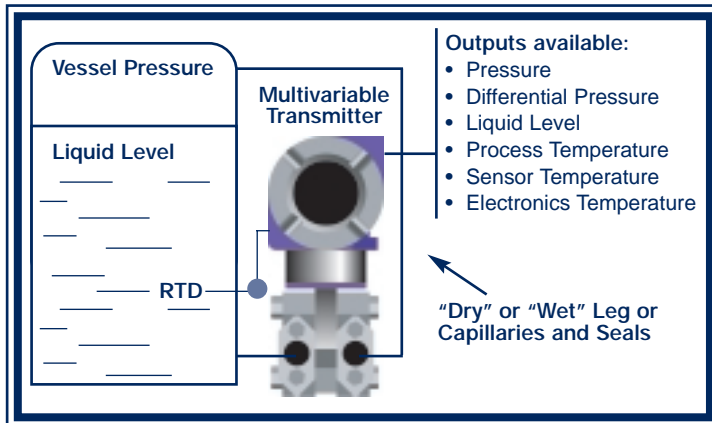 Vessel Pressure
Liquid Level
RTD
Multivariable
Transmitter
Outputs available:
• Pressure
• Differential Pressure
• Liquid Level
• Process Temperature
• Sensor Temperature
• Electronics Temperature
“Dry” or “Wet” Leg or
Capillaries and Seals